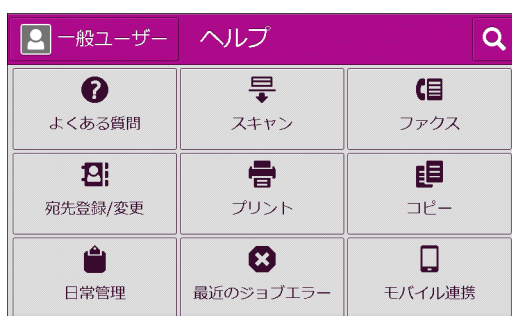 一般ユーザー ヘルプ
よくある質問 スキャン ファクス
宛先登録/変更 プリント コピー
日常管理 最近のジョブエラー モバイル連携